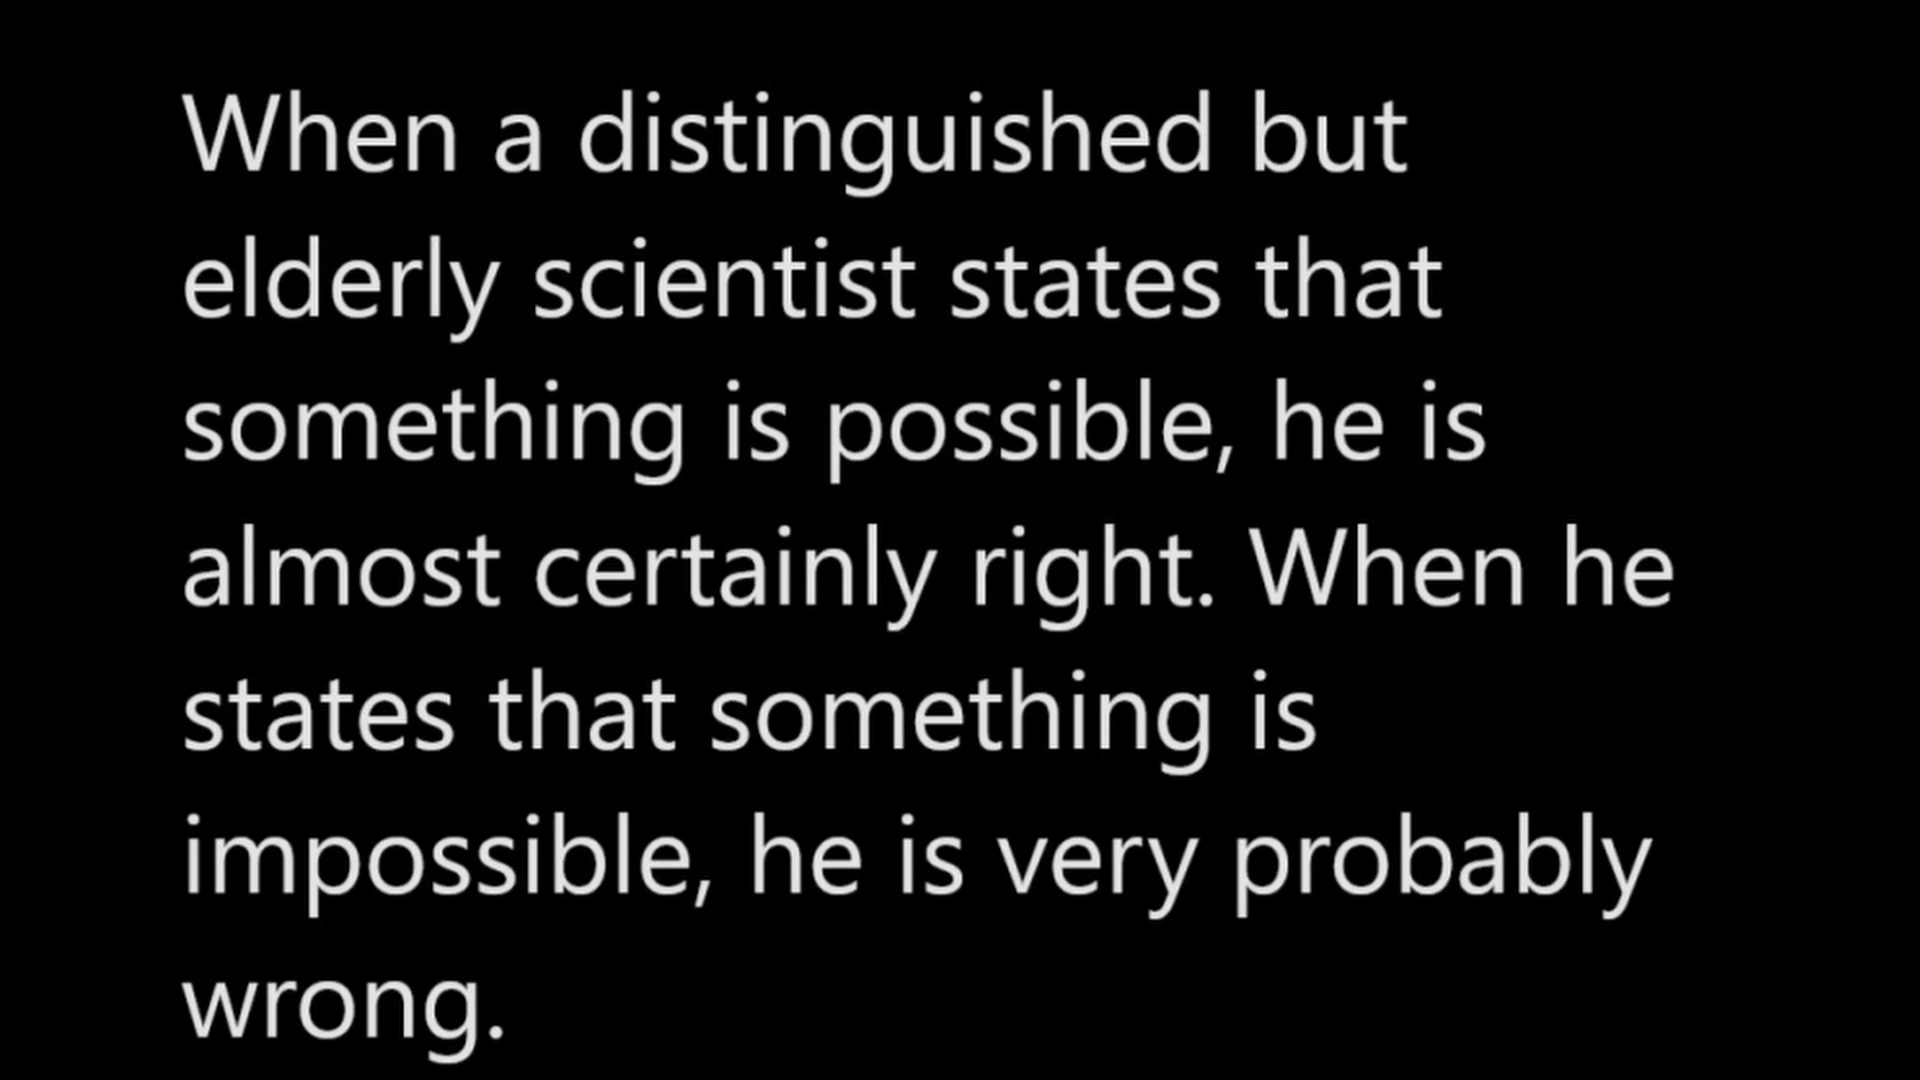 When a distinguished but
elderly scientist states that
something is possible, he is
almost certainly right. When he
states that something is
impossible, he is very probably
wrong.